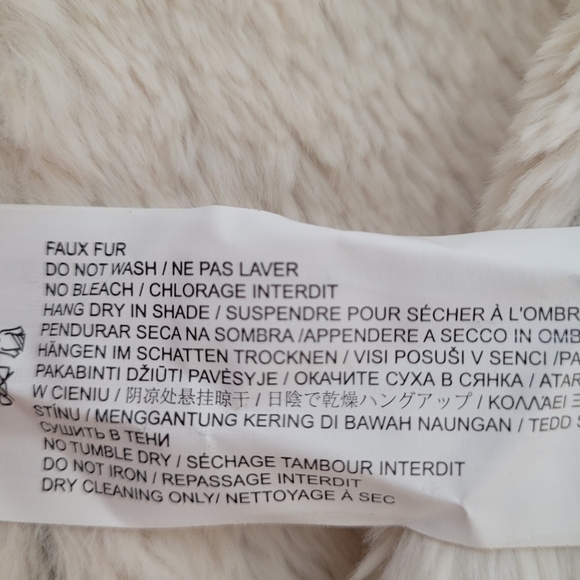 FAUX FUR
DO NOT WASH / NE PAS LAVER
NO BLEACH / CHLORAGE INTERDIT
HANG DRY IN SHADE / SUSPENDRE POUR SÉCHER À L'OMBR
PENDURAR SECA NA SOMBRA /APPENDERE A SECCO IN OMB
HÄNGEN IM SCHATTEN TROCKNEN / VISI POSUŠI V SENCI /PA
PAKABINTI DŽIŪTI PAVĖSYJE / ОКАЧИТЕ СУХА В СЯНКА / ATAR
W CIENIU / 阴凉处悬挂晾干 / 日陰で乾燥ハングアップ / ΚΟΛΛΆΕΙ Ξ
STÍNU / MENGGANTUNG KERING DI BAWAH NAUNGAN / TEDD S
СУШИТЬ В ТЕНИ
NO TUMBLE DRY / SÉCHAGE TAMBOUR INTERDIT
DO NOT IRON / REPASSAGE INTERDIT
DRY CLEANING ONLY/ NETTOYAGE À SEC